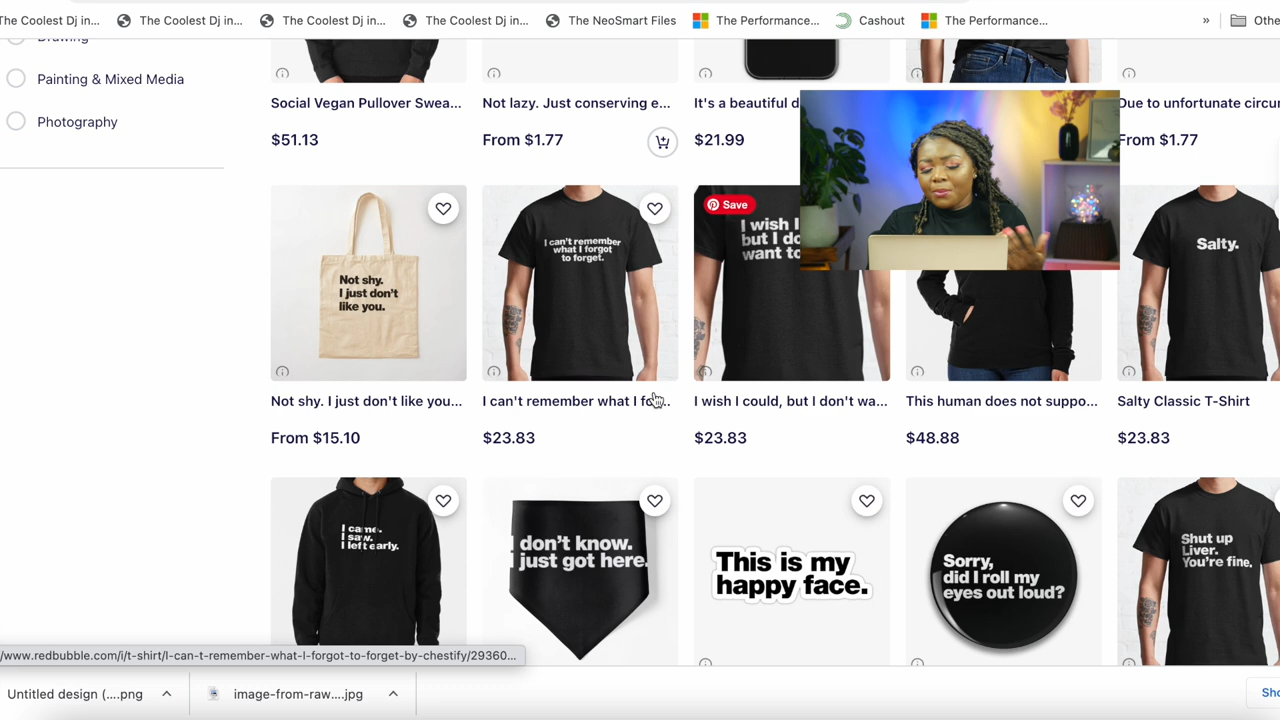 The Coolest Dj in...
The Coolest Dj in...
The Coolest Dj in...
The Coolest Dj in...
The NeoSmart Files
The Performance...
Cashout
The Performance...
»
Othe
Drawing
Painting & Mixed Media
Photography
Social Vegan Pullover Swea...
$51.13
Not lazy. Just conserving e...
From $1.77
It's a beautiful d
$21.99
Due to unfortunate circu
From $1.77
Not shy.
I just don't
like you.
Not shy. I just don't like you...
From $15.10
I can't remember
what I forgot
to forget.
I can't remember what I fo...
$23.83
Save
I wish I
but I do
want to
I wish I could, but I don't wa...
$23.83
This human does not suppo...
$48.88
Salty.
Salty Classic T-Shirt
$23.83
I came.
I saw.
I left early.
I don't know.
I just got here.
This is my
happy face.
Sorry,
did I roll my
eyes out loud?
Shut up
Liver.
You're fine.
/www.redbubble.com/i/t-shirt/I-can-t-remember-what-I-forgot-to-forget-by-chestify/29360...
Untitled design (....png
image-from-raw....jpg
Sho